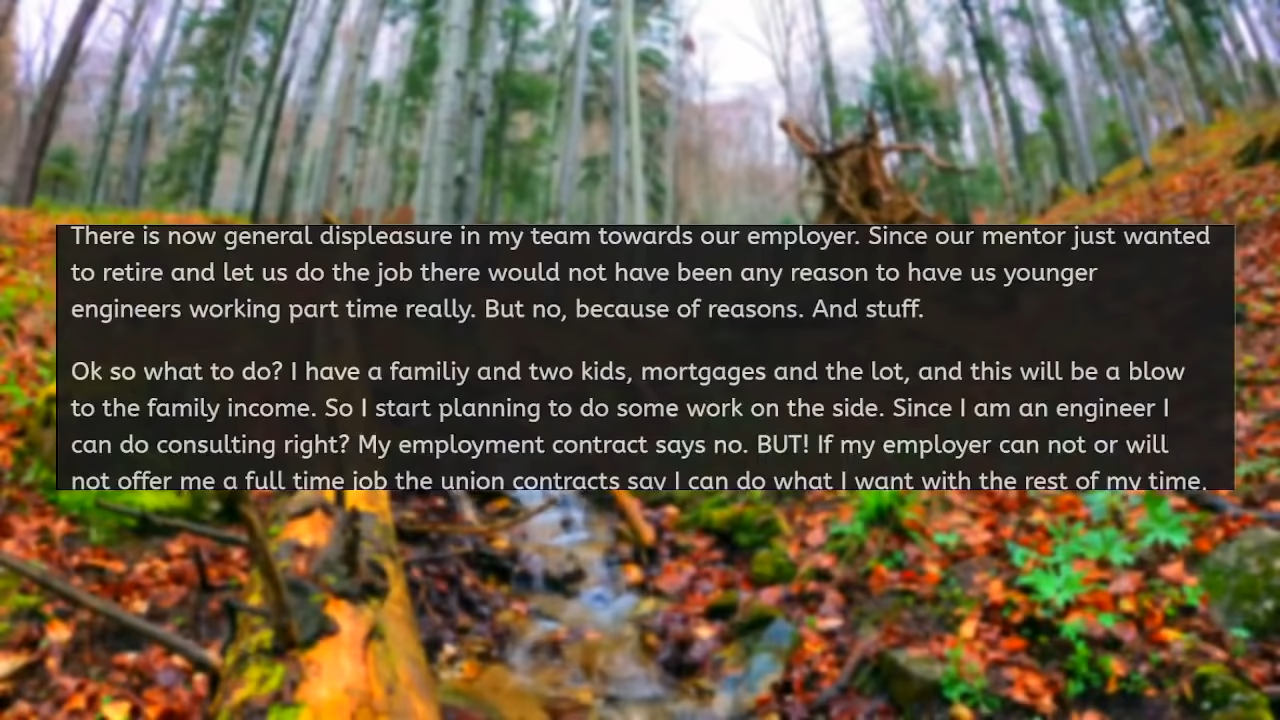 There is now general displeasure in my team towards our employer. Since our mentor just wanted
to retire and let us do the job there would not have been any reason to have us younger
engineers working part time really. But no, because of reasons. And stuff.
Ok so what to do? I have a familiy and two kids, mortgages and the lot, and this will be a blow
to the family income. So I start planning to do some work on the side. Since I am an engineer I
can do consulting right? My employment contract says no. BUT! If my employer can not or will
not offer me a full time job the union contracts say I can do what I want with the rest of my time.